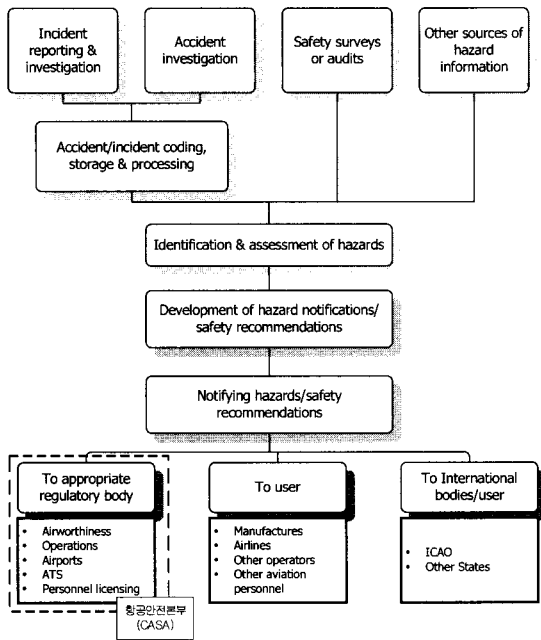 Incident
reporting &
investigation
Accident
investigation
Safety surveys
or audits
Other sources of
hazard
information
Accident/incident coding,
storage & processing
Identification & assessment of hazards
Development of hazard notifications/
safety recommendations
Notifying hazards/safety
recommendations
To appropriate
regulatory body
• Airworthiness
• Operations
• Airports
• ATS
• Personnel licensing
항공안전본부
(CASA)
To user
• Manufactures
• Airlines
• Other operators
• Other aviation
personnel
To International
bodies/user
• ICAO
• Other States